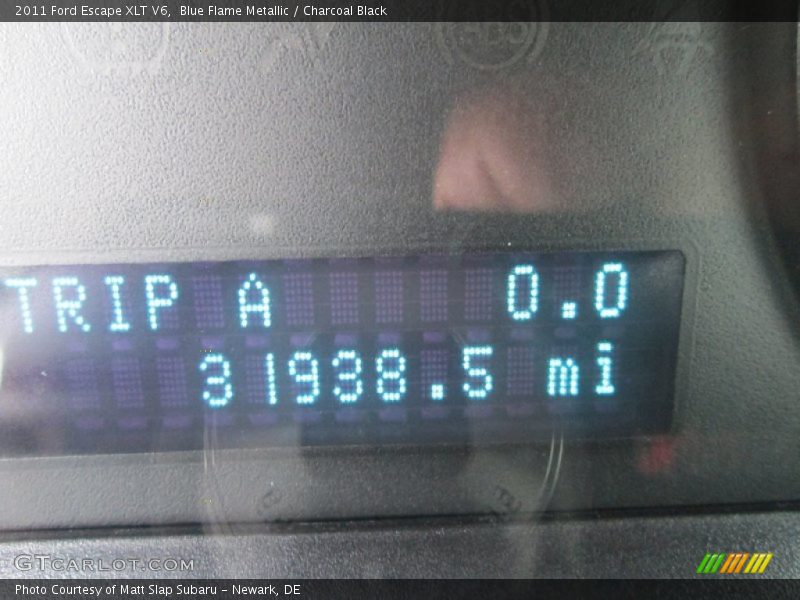 2011 Ford Escape XLT V6,  Blue Flame Metallic / Charcoal Black
TRIP A 0.0
31938.5 mi
GTCARLOT.COM
Photo Courtesy of Matt Slap Subaru – Newark, DE